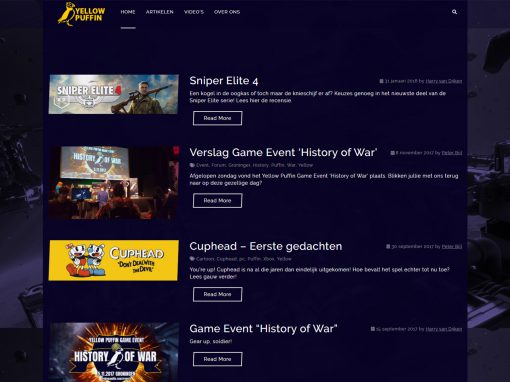 YELLOW
PUFFIN
HOME
ARTIKELEN
VIDEO'S
OVER ONS
SNIPER ELITE 4
Sniper Elite 4
31 januari 2018 by Harry van Dijken
Een kogel in de oogkas of toch maar de knieschijf er af? Keuzes genoeg in het nieuwste deel van
de Sniper Elite serie! Lees hier de recensie.
Read More
HISTORY OF WAR
Verslag Game Event ‘History of War’
8 november 2017 by Peter Bijl
Event, Forum, Groninger, History, Puffin, War, Yellow
Afgelopen zondag vond het Yellow Puffin Game Event ‘History of War’ plaats. Blikken jullie met ons terug
naar op deze gezellige dag?
Read More
CUPHEAD
"DON'T DEAL WITH
THE DEVIL"
Cuphead – Eerste gedachten
30 september 2017 by Peter Bijl
Cartoon, Cuphead, pc, Puffin, Xbox, Yellow
You’re up! Cuphead is na al die jaren dan eindelijk uitgekomen! Hoe bevalt het spel echter tot nu toe?
Lees gauw verder!
Read More
YELLOW PUFFIN GAME EVENT
HISTORY OF WAR
5.11.2017 GRONINGEN
Game Event “History of War”
15 september 2017 by Harry van Dijken
Gear up, soldier!
Read More